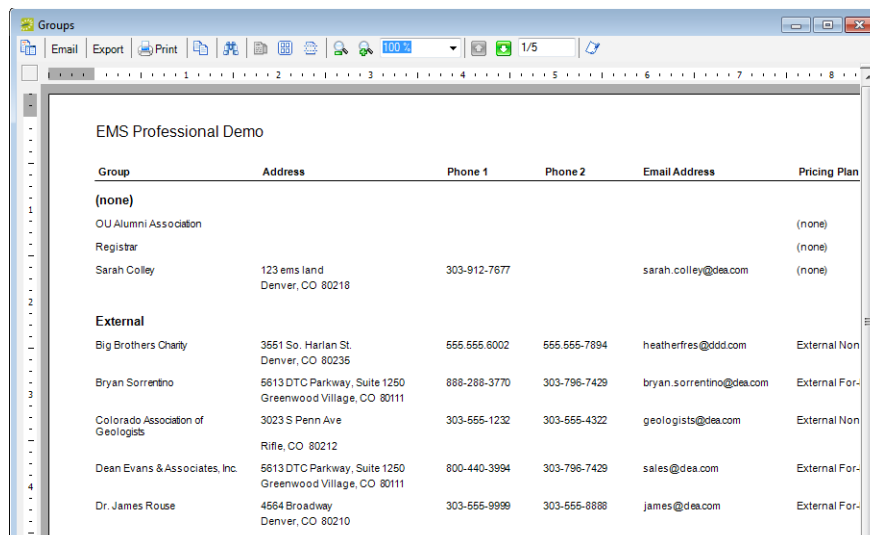 Groups
Email Export Print 100 % 1/5
1 2 3 4 5 6 7 8
EMS Professional Demo
Group Address Phone 1 Phone 2 Email Address Pricing Plan
(none)
OU Alumni Association (none)
Registrar (none)
Sarah Colley 123 ems land 303-912-7677 sarah.colley@dea.com (none)
Denver, CO 80218
External
Big Brothers Charity 3551 So. Harlan St. 555.555.6002 555.555-7894 heatherfres@ddd.com External Non
Denver, CO 80235
Bryan Sorrentino 5613 DTC Parkway, Suite 1250 888-288-3770 303-796-7429 bryan.sorrentino@dea.com External For-
Greenwood Village, CO 80111
Colorado Association of 3023 S Penn Ave 303-555-1232 303-555-4322 geologists@dea.com External Non
Geologists
Rifle, CO 80212
Dean Evans & Associates, Inc. 5613 DTC Parkway, Suite 1250 800-440-3994 303-796-7429 sales@dea.com External For-
Greenwood Village, CO 80111
Dr. James Rouse 4564 Broadway 303-555-9999 303-555-8888 james@dea.com External For-
Denver, CO 80210
1
2
3
4